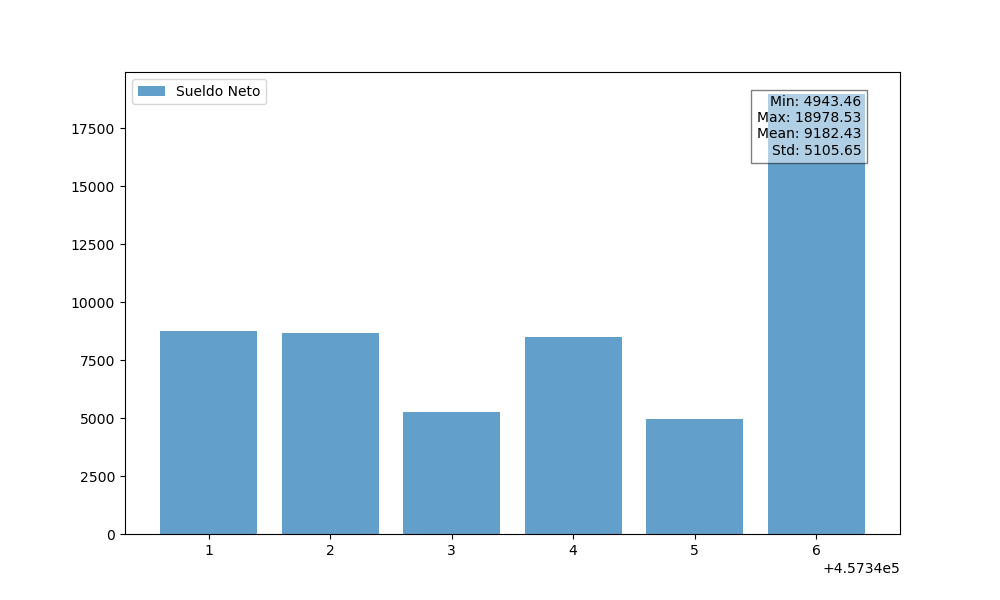 Sueldo Neto
Min: 4943.46
Max: 18978.53
Mean: 9182.43
Std: 5105.65
17500
15000
12500
10000
7500
5000
2500
0
1 2 3 4 5 6
+4.5734e5